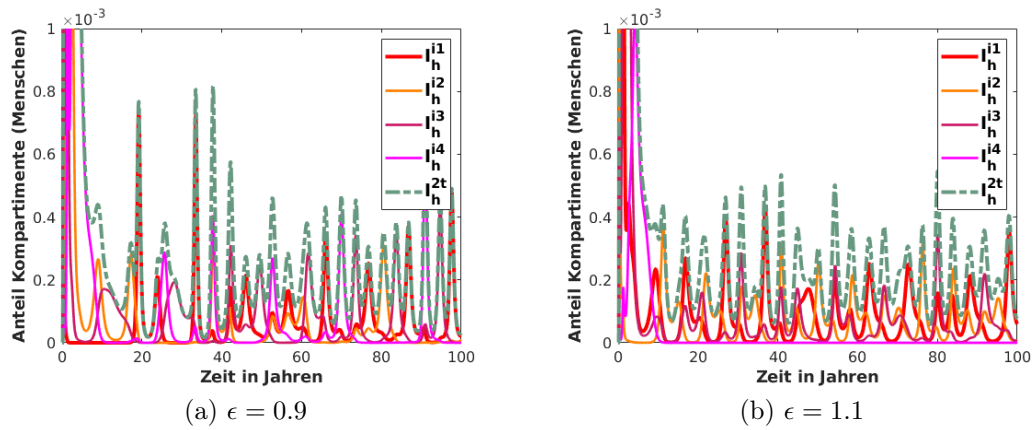 ×10⁻³
1
0.8
0.6
0.4
0.2
0
0 20 40 60 80 100
Anteil Kompartimente (Menschen)
Zeit in Jahren
I_h^{i1}
I_h^{i2}
I_h^{i3}
I_h^{i4}
I_h^{2t}
(a) ϵ = 0.9
×10⁻³
1
0.8
0.6
0.4
0.2
0
0 20 40 60 80 100
Anteil Kompartimente (Menschen)
Zeit in Jahren
I_h^{i1}
I_h^{i2}
I_h^{i3}
I_h^{i4}
I_h^{2t}
(b) ϵ = 1.1